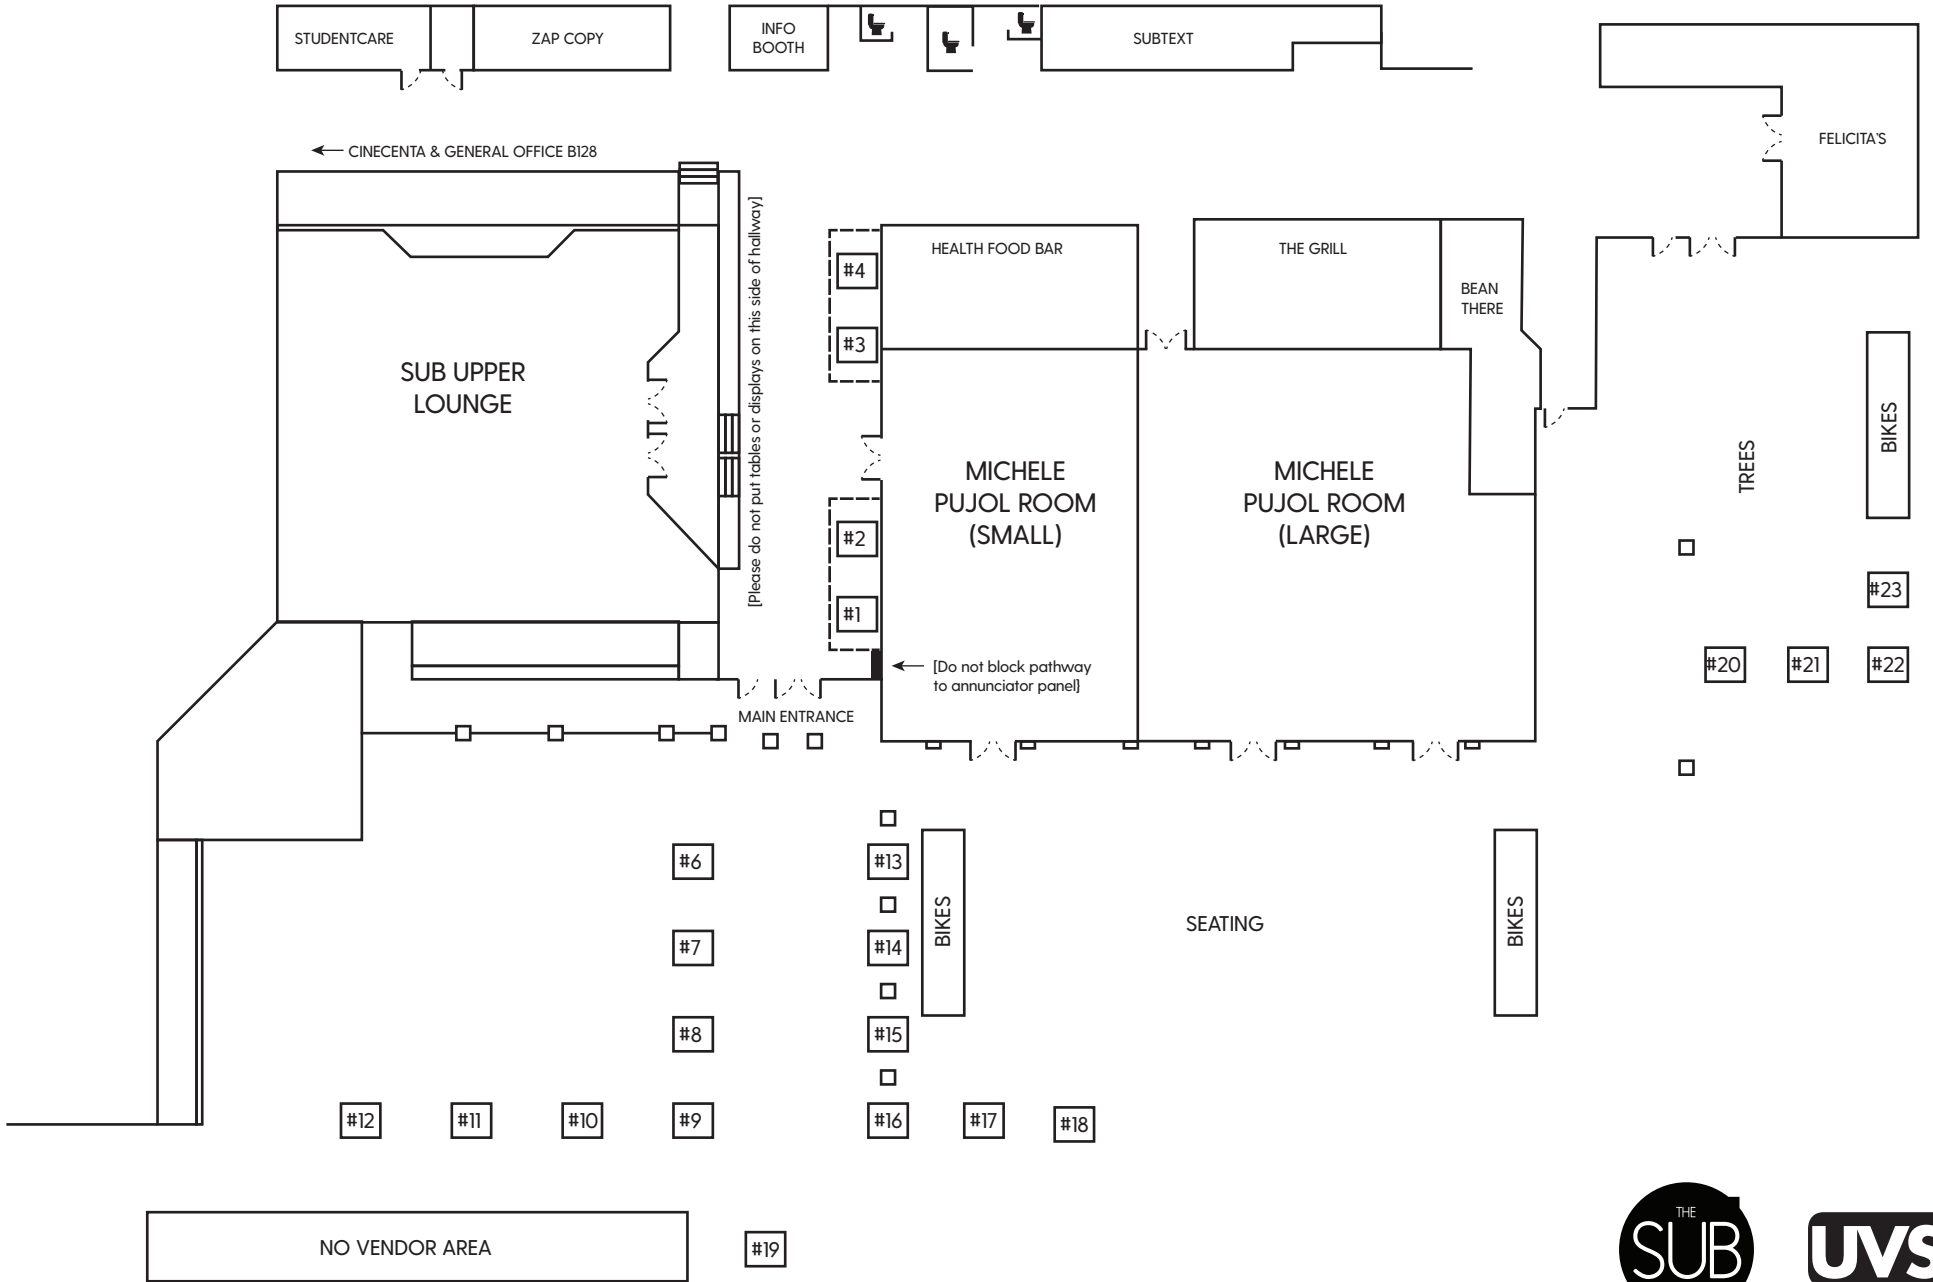 STUDENTCARE
ZAP COPY
INFO
BOOTH
SUBTEXT
FELICITA'S
CINECENTA & GENERAL OFFICE B128
[Please do not put tables or displays on this side of hallway]
#4
#3
HEALTH FOOD BAR
THE GRILL
BEAN
THERE
SUB UPPER
LOUNGE
MICHELE
PUJOL ROOM
(SMALL)
MICHELE
PUJOL ROOM
(LARGE)
TREES
BIKES
#2
#1
[Do not block pathway
to annunciator panel]
MAIN ENTRANCE
#23
#20
#21
#22
#6
#13
#7
#14
#8
#15
BIKES
SEATING
BIKES
#12
#11
#10
#9
#16
#17
#18
NO VENDOR AREA
#19
THE
SUB
UVS